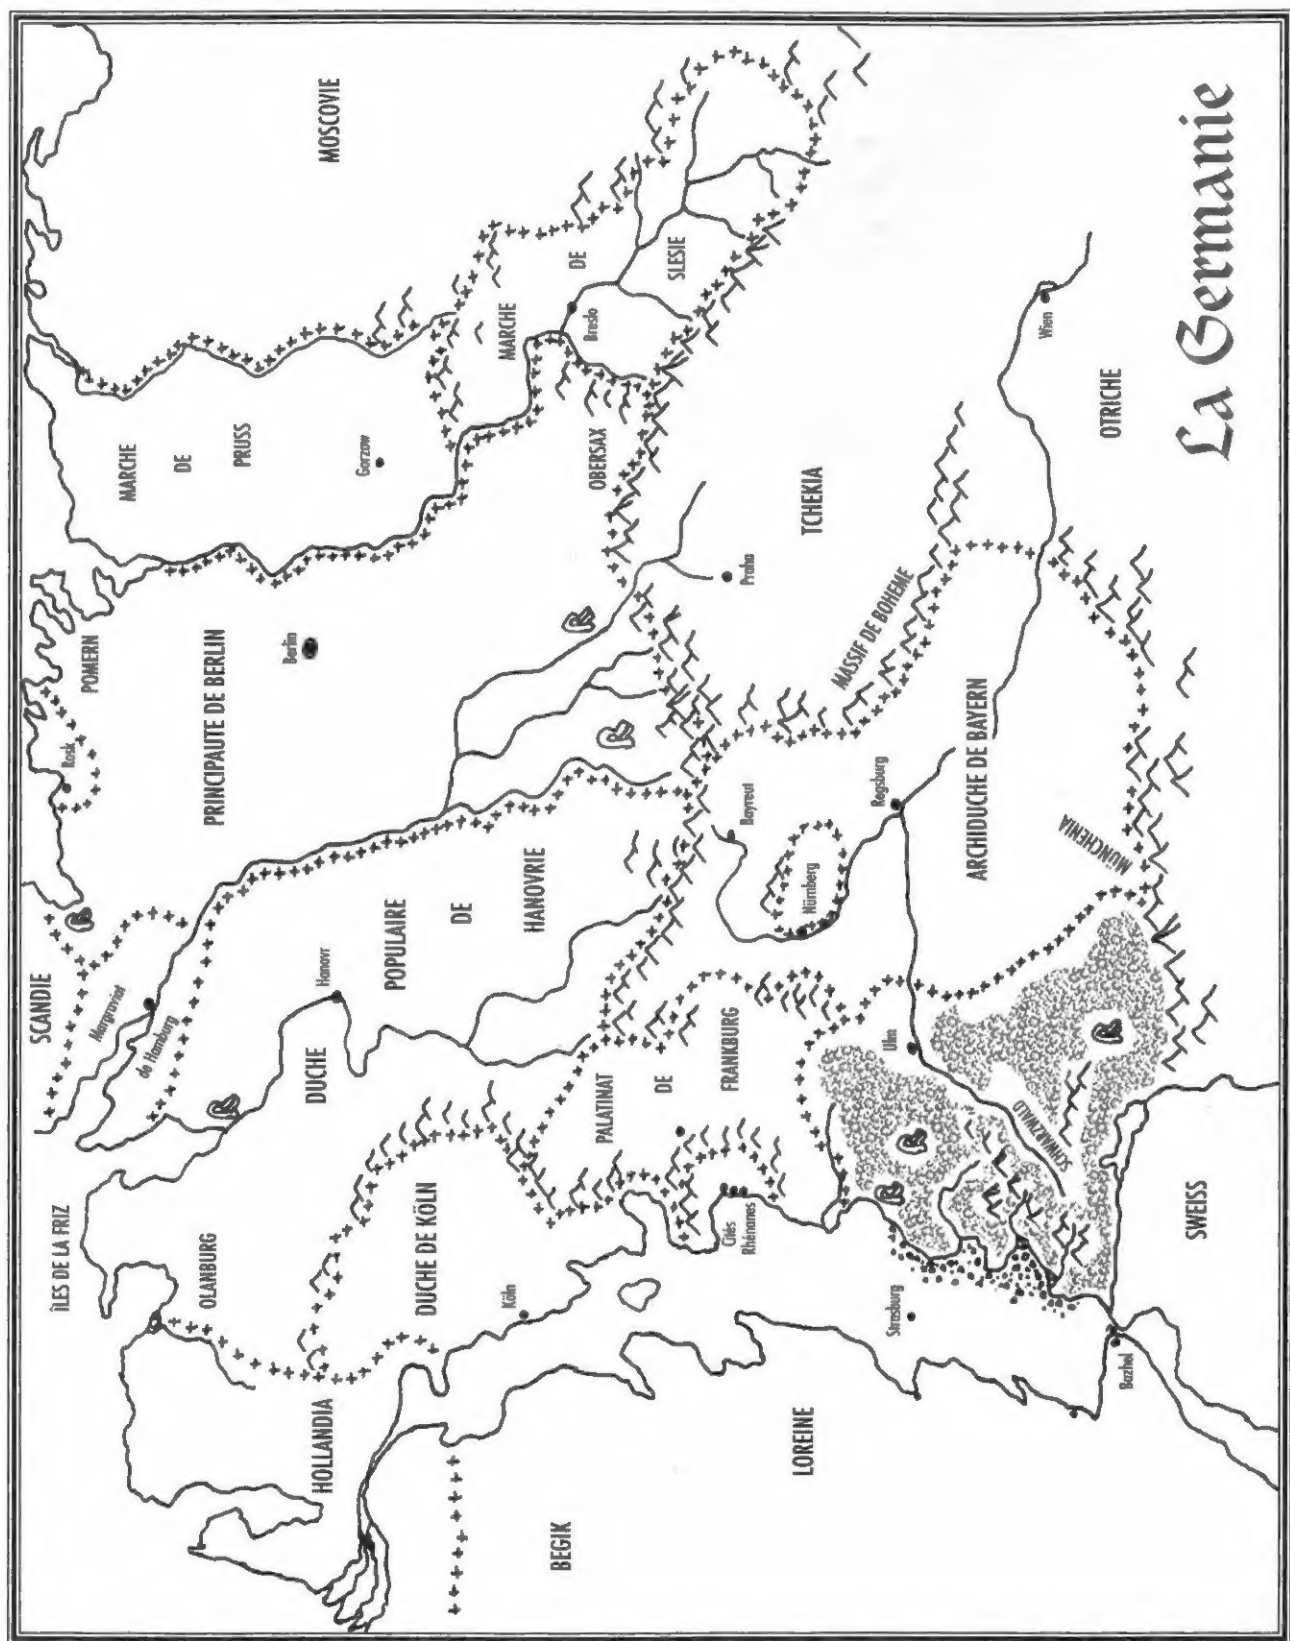 La Germanie
SCANDIE
ÎLES DE LA FRIZ
Margraviat
de Hamburg
Rosk
POMERN
MARCHE
DE
PRUSS
MOSCOVIE
OLANBURG
PRINCIPAUTE DE BERLIN
Berlin
Gorzow
HOLLANDIA
DUCHE
POPULAIRE
DE
HANOVRIE
Hanovr
DUCHE DE KÖLN
Köln
MARCHE
DE
SLESIE
Breslo
OBERSAX
BEGIK
PALATINAT
DE
FRANKBURG
Cités
Rhénanes
Bayreut
Nürnberg
Praha
TCHEKIA
MASSIF DE BOHEME
LOREINE
Strasburg
Ulm
Regsburg
ARCHIDUCHE DE BAYERN
SCHWARZWALD
MÜNCHENIA
Wien
OTRICHE
Bazhel
SWEISS
R
R
R
R
R
R
R